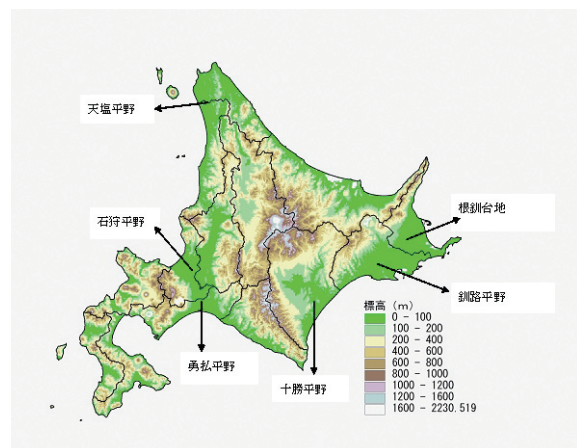 天塩平野
石狩平野
根釧台地
釧路平野
勇払平野
十勝平野
標高 (m)
0 - 100
100 - 200
200 - 400
400 - 600
600 - 800
800 - 1000
1000 - 1200
1200 - 1600
1600 - 2230.519